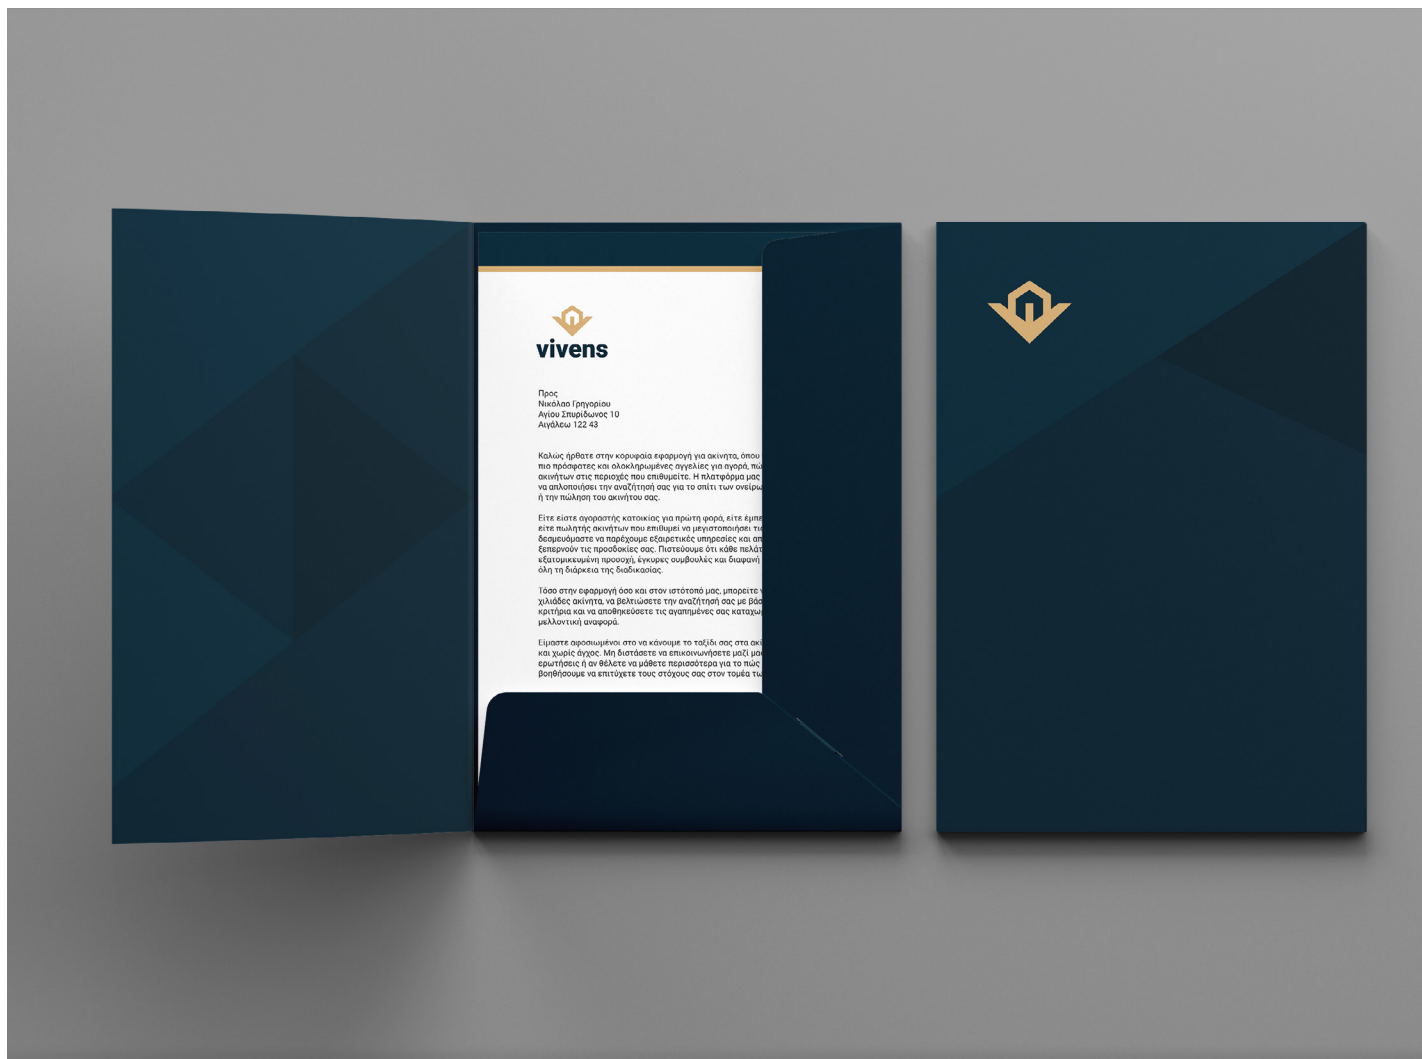 vivens
Προς
Νικόλαο Γρηγορίου
Αγίου Σπυρίδωνος 10
Αιγάλεω 122 43
Καλώς ήρθατε στην κορυφαία εφαρμογή για ακίνητα, όπου
πιο πρόσφατες και ολοκληρωμένες αγγελίες για αγορά, πώ
ακινήτων στις περιοχές που επιθυμείτε. Η πλατφόρμα μας
να απλοποιήσει την αναζήτησή σας για το σπίτι των ονείρω
ή την πώληση του ακινήτου σας.
Είτε είστε αγοραστής κατοικίας για πρώτη φορά, είτε έμπε
είτε πωλητής ακινήτων που επιθυμεί να μεγιστοποιήσει τις
δεσμευόμαστε να παρέχουμε εξαιρετικές υπηρεσίες και απ
ξεπερνούν τις προσδοκίες σας. Πιστεύουμε ότι κάθε πελάτ
εξατομικευμένη προσοχή, έγκυρες συμβουλές και διαφανή
όλη τη διάρκεια της διαδικασίας.
Τόσο στην εφαρμογή όσο και στον ιστότοπό μας, μπορείτε ν
χιλιάδες ακίνητα, να βελτιώσετε την αναζήτησή σας με βάσ
κριτήρια και να αποθηκεύσετε τις αγαπημένες σας καταχω
μελλοντική αναφορά.
Είμαστε αφοσιωμένοι στο να κάνουμε το ταξίδι σας στα ακί
και χωρίς άγχος. Μη διστάσετε να επικοινωνήσετε μαζί μας
ερωτήσεις ή αν θέλετε να μάθετε περισσότερα για το πώς
βοηθήσουμε να επιτύχετε τους στόχους σας στον τομέα τω